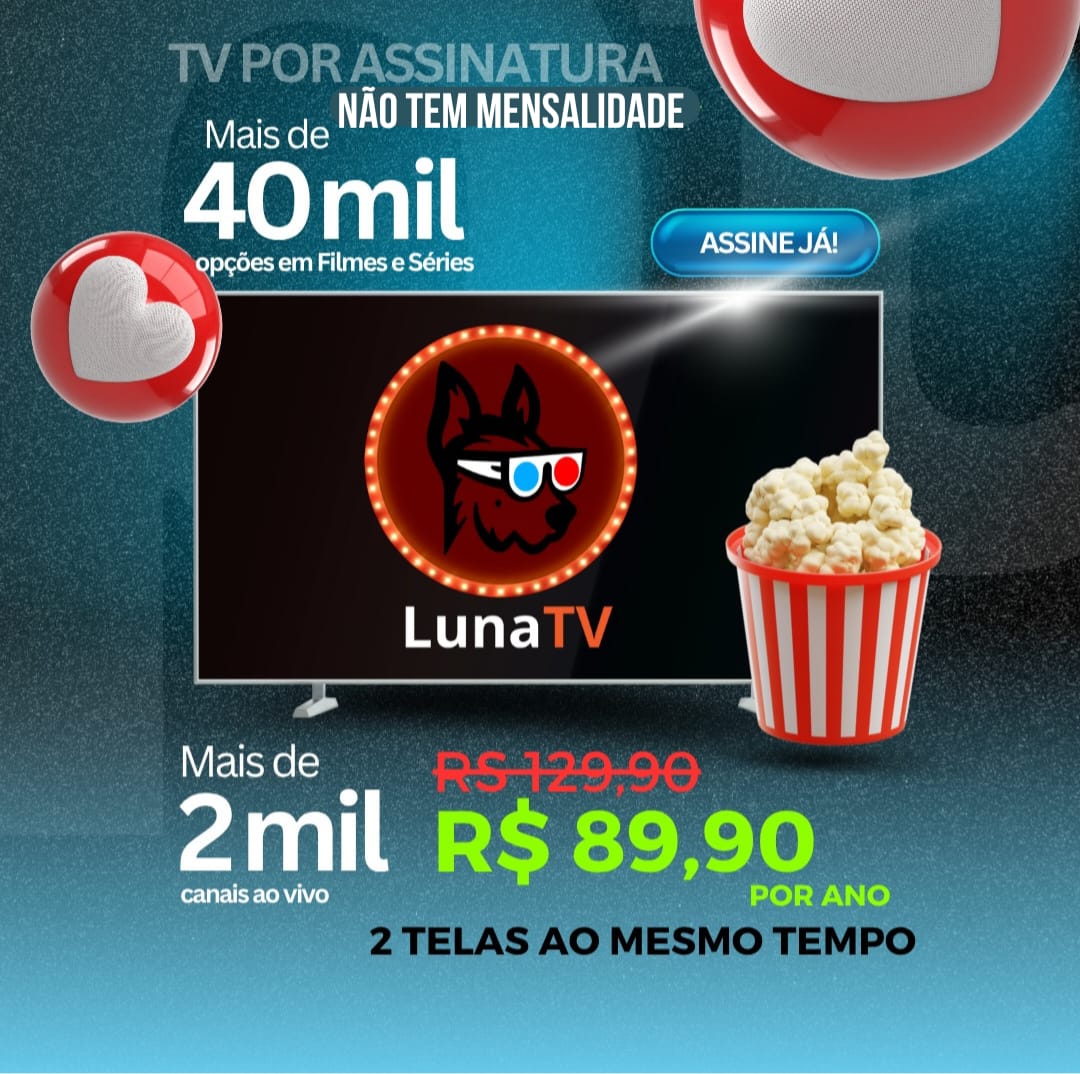 TV POR ASSINATURA
NÃO TEM MENSALIDADE
Mais de
40 mil
opções em Filmes e Séries
ASSINE JÁ!
LunaTV
Mais de
2 mil
canais ao vivo
R$ 129,90
R$ 89,90
POR ANO
2 TELAS AO MESMO TEMPO